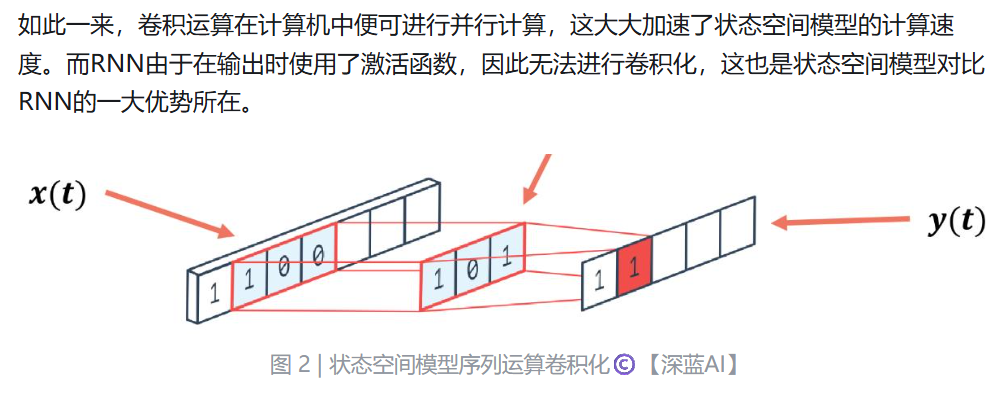 如此一来，卷积运算在计算机中便可进行并行计算，这大大加速了状态空间模型的计算速
度。而RNN由于在输出时使用了激活函数，因此无法进行卷积化，这也是状态空间模型对比
RNN的一大优势所在。
x(t)
y(t)
1 1 0 0
1 0 1
1 1
图 2 | 状态空间模型序列运算卷积化©【深蓝AI】